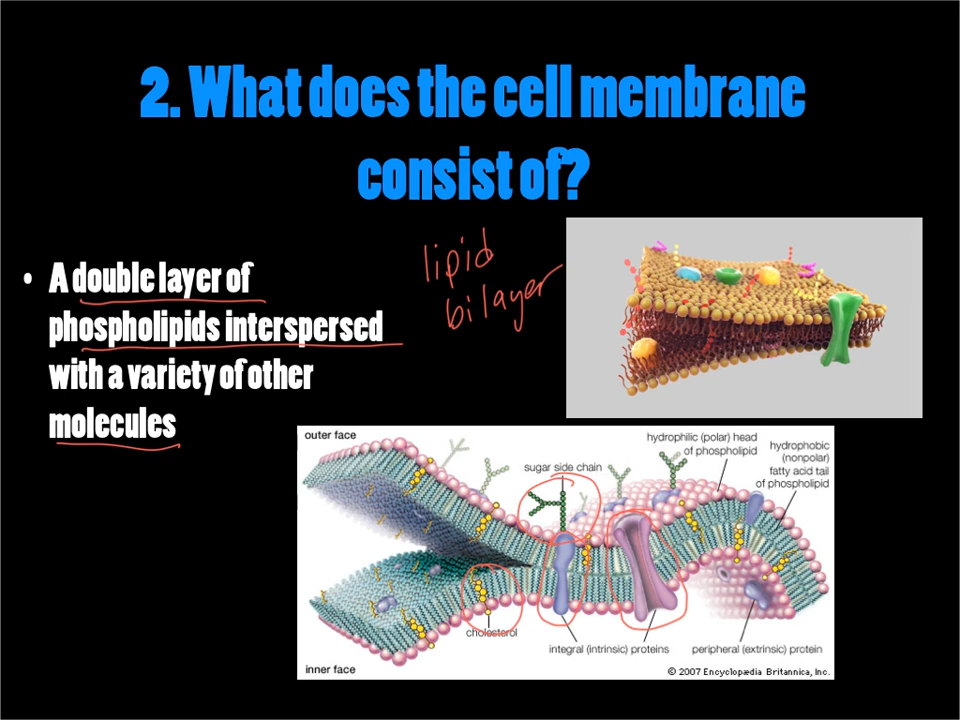 2. What does the cell membrane
consist of?
• A double layer of
phospholipids interspersed
with a variety of other
molecules
lipid
bilayer
outer face
sugar side chain
hydrophilic (polar) head
of phospholipid
hydrophobic
(nonpolar)
fatty acid tail
of phospholipid
cholesterol
integral (intrinsic) proteins
peripheral (extrinsic) protein
inner face
© 2007 Encyclopædia Britannica, Inc.